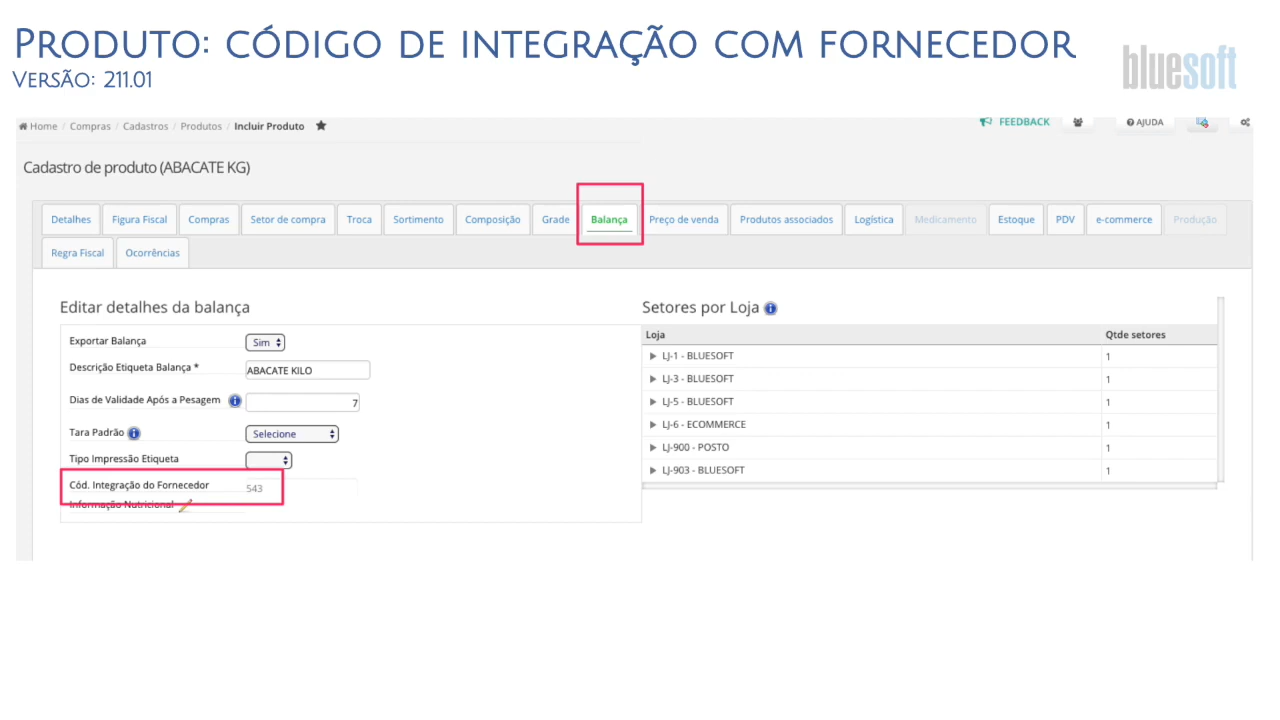 PRODUTO: CÓDIGO DE INTEGRAÇÃO COM FORNECEDOR
VERSÃO: 211.01
bluesoft
Home / Compras / Cadastros / Produtos / Incluir Produto
FEEDBACK
AJUDA
Cadastro de produto (ABACATE KG)
Detalhes Figura Fiscal Compras Setor de compra Troca Sortimento Composição Grade Balança Preço de venda Produtos associados Logística Medicamento Estoque PDV e-commerce Produção
Regra Fiscal Ocorrências
Editar detalhes da balança
Exportar Balança Sim
Descrição Etiqueta Balança * ABACATE KILO
Dias de Validade Após a Pesagem 7
Tara Padrão Selecione
Tipo Impressão Etiqueta
Cód. Integração do Fornecedor 543
Informação Nutricional
Setores por Loja
Loja Qtde setores
LJ-1 - BLUESOFT 1
LJ-3 - BLUESOFT 1
LJ-5 - BLUESOFT 1
LJ-6 - ECOMMERCE 1
LJ-900 - POSTO 1
LJ-903 - BLUESOFT 1